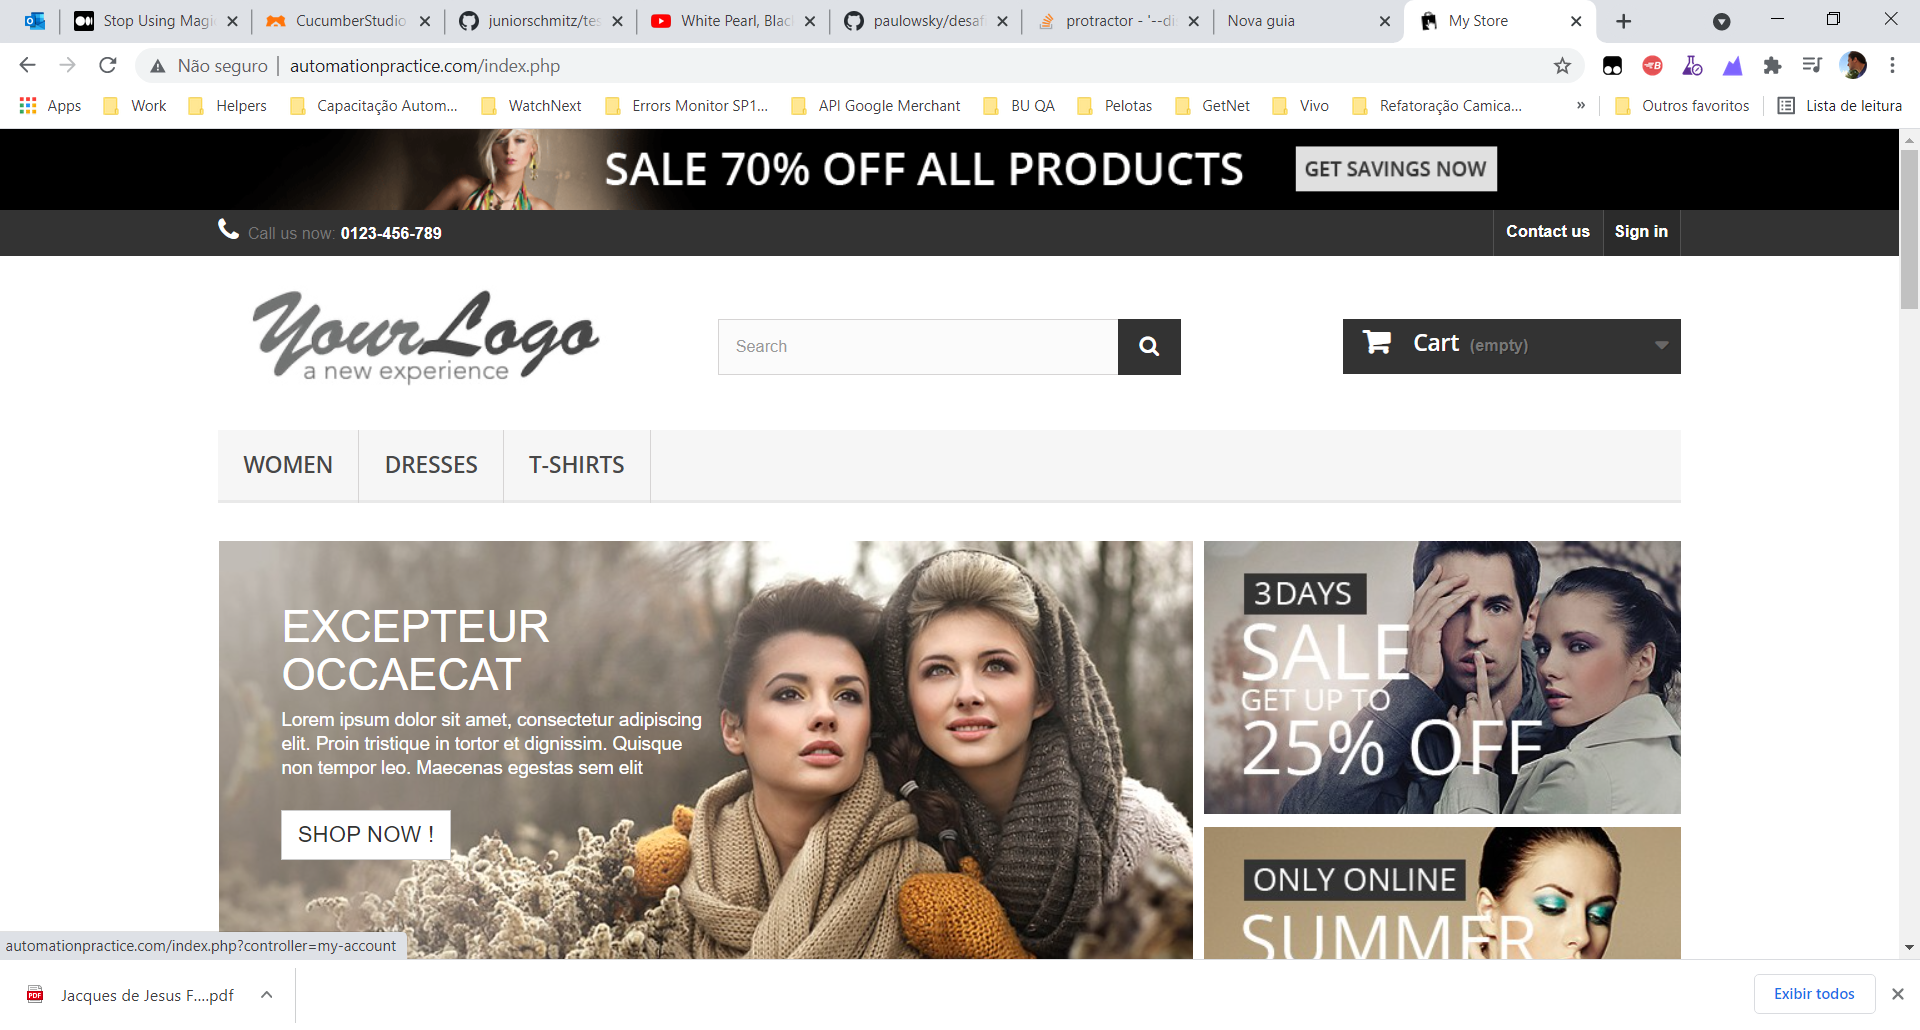 Stop Using Magi
CucumberStudio
juniorschmitz/tes
White Pearl, Blac
paulowsky/desaf
protractor - '--di
Nova guia
My Store
Não seguro
automationpractice.com/index.php
Apps
Work
Helpers
Capacitação Autom...
WatchNext
Errors Monitor SP1...
API Google Merchant
BU QA
Pelotas
GetNet
Vivo
Refatoração Camica...
»
Outros favoritos
Lista de leitura
SALE 70% OFF ALL PRODUCTS
GET SAVINGS NOW
Call us now: 0123-456-789
Contact us
Sign in
Your Logo
a new experience
Search
Cart (empty)
WOMEN
DRESSES
T-SHIRTS
EXCEPTEUR
OCCAECAT
Lorem ipsum dolor sit amet, consectetur adipiscing
elit. Proin tristique in tortor et dignissim. Quisque
non tempor leo. Maecenas egestas sem elit
SHOP NOW !
3 DAYS
SALE
GET UP TO
25% OFF
ONLY ONLINE
SUMMER
automationpractice.com/index.php?controller=my-account
PDF
Jacques de Jesus F....pdf
Exibir todos